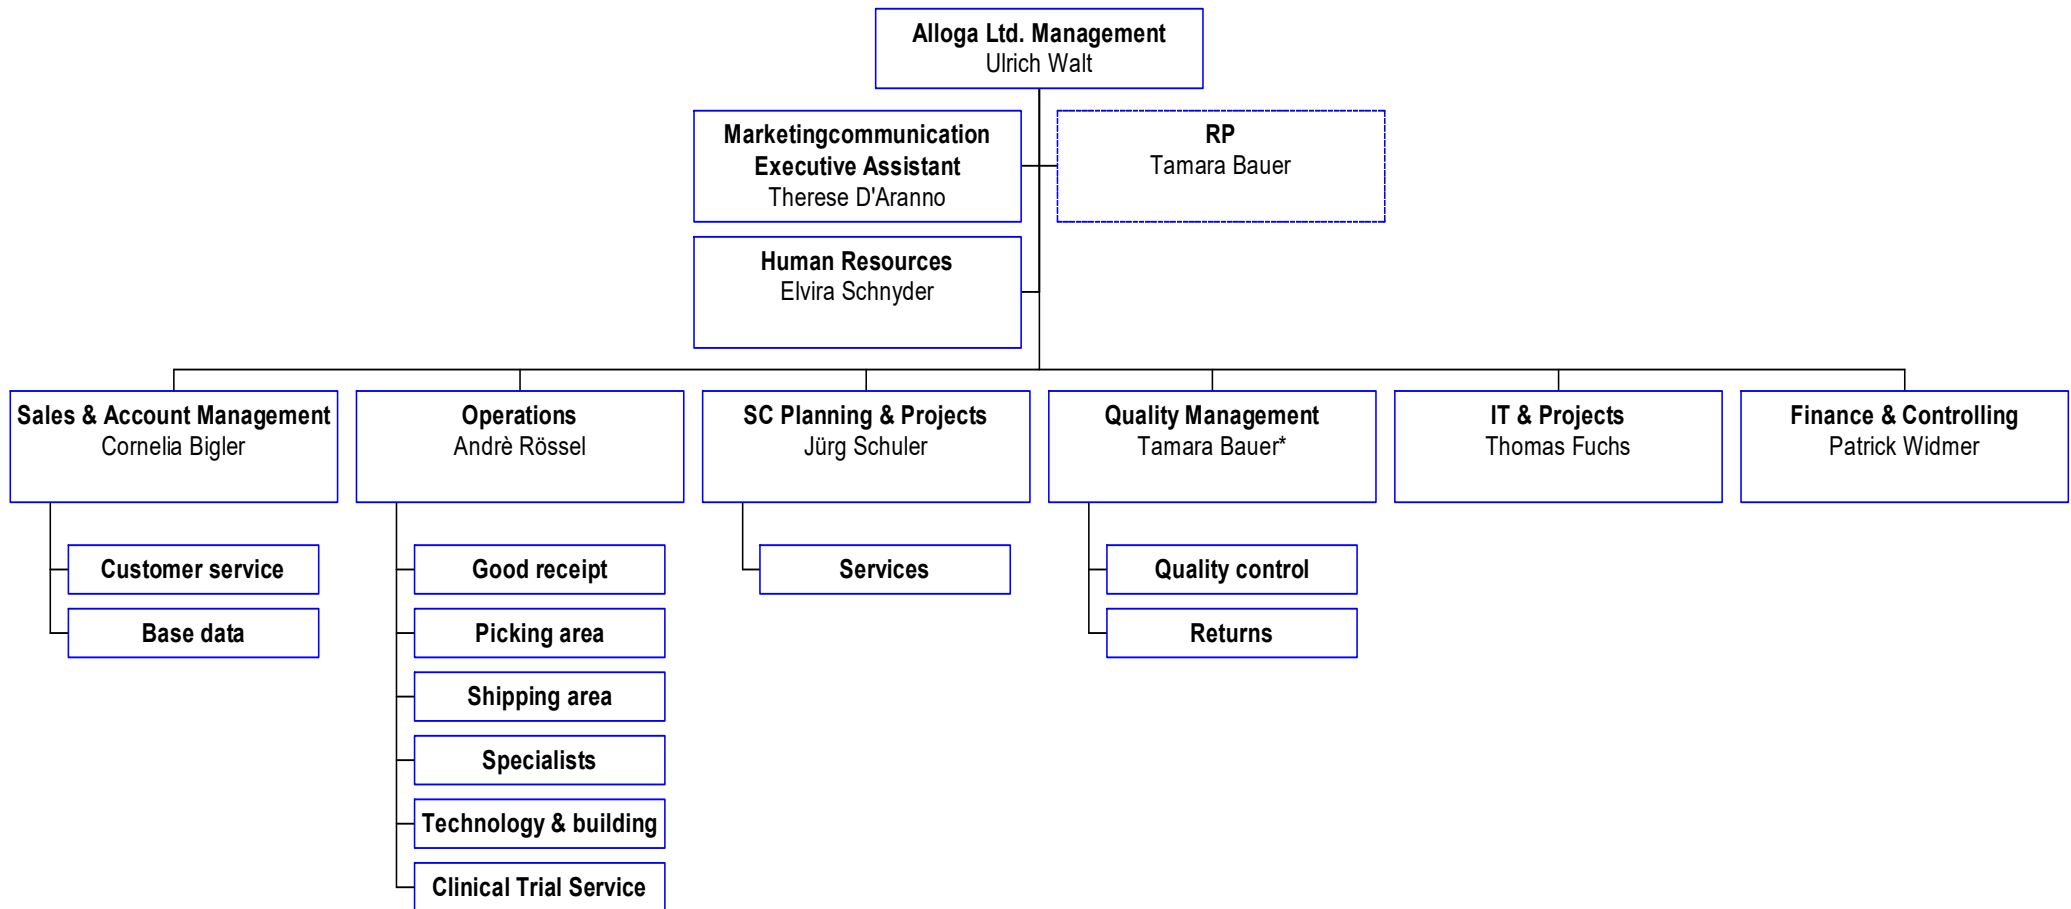 Alloga Ltd. Management
Ulrich Walt
Marketingcommunication
Executive Assistant
Therese D'Aranno
RP
Tamara Bauer
Human Resources
Elvira Schnyder
Sales & Account Management
Cornelia Bigler
Operations
Andrè Rössel
SC Planning & Projects
Jürg Schuler
Quality Management
Tamara Bauer*
IT & Projects
Thomas Fuchs
Finance & Controlling
Patrick Widmer
Customer service
Base data
Good receipt
Picking area
Shipping area
Specialists
Technology & building
Clinical Trial Service
Services
Quality control
Returns